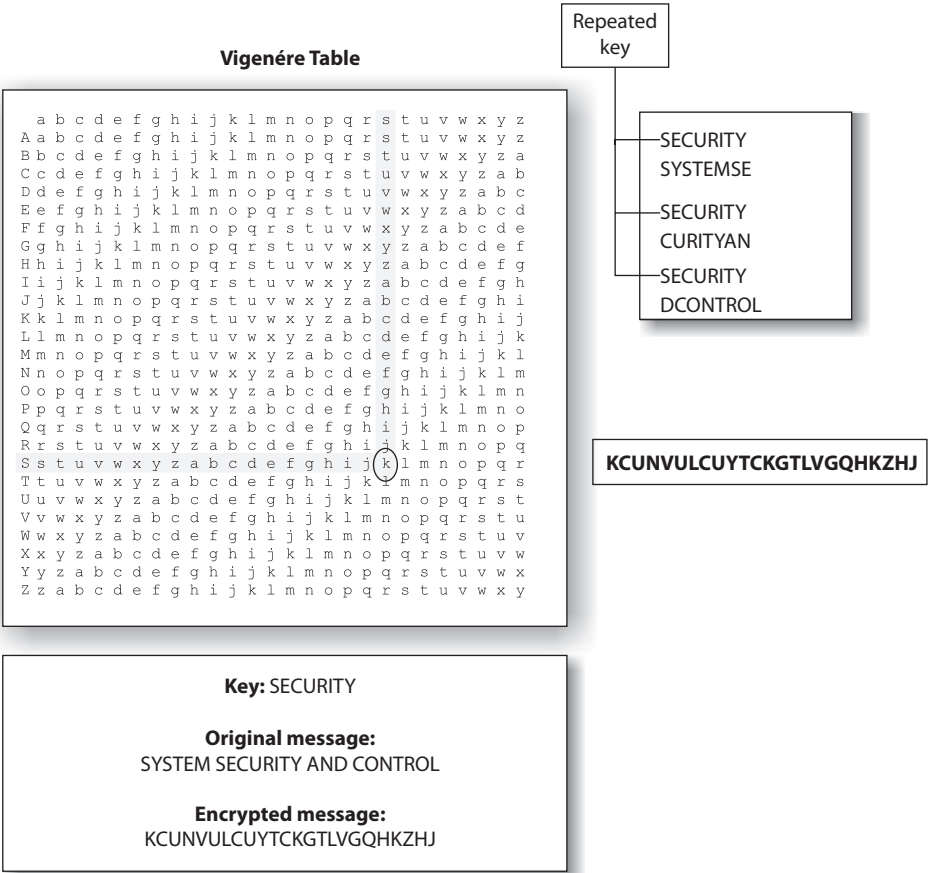 Repeated
key
Vigenére Table
a b c d e f g h i j k l m n o p q r s t u v w x y z
A a b c d e f g h i j k l m n o p q r s t u v w x y z
B b c d e f g h i j k l m n o p q r s t u v w x y z a
C c d e f g h i j k l m n o p q r s t u v w x y z a b
D d e f g h i j k l m n o p q r s t u v w x y z a b c
E e f g h i j k l m n o p q r s t u v w x y z a b c d
F f g h i j k l m n o p q r s t u v w x y z a b c d e
G g h i j k l m n o p q r s t u v w x y z a b c d e f
H h i j k l m n o p q r s t u v w x y z a b c d e f g
I i j k l m n o p q r s t u v w x y z a b c d e f g h
J j k l m n o p q r s t u v w x y z a b c d e f g h i
K k l m n o p q r s t u v w x y z a b c d e f g h i j
L l m n o p q r s t u v w x y z a b c d e f g h i j k
M m n o p q r s t u v w x y z a b c d e f g h i j k l
N n o p q r s t u v w x y z a b c d e f g h i j k l m
O o p q r s t u v w x y z a b c d e f g h i j k l m n
P p q r s t u v w x y z a b c d e f g h i j k l m n o
Q q r s t u v w x y z a b c d e f g h i j k l m n o p
R r s t u v w x y z a b c d e f g h i j k l m n o p q
S s t u v w x y z a b c d e f g h i j k l m n o p q r
T t u v w x y z a b c d e f g h i j k l m n o p q r s
U u v w x y z a b c d e f g h i j k l m n o p q r s t
V v w x y z a b c d e f g h i j k l m n o p q r s t u
W w x y z a b c d e f g h i j k l m n o p q r s t u v
X x y z a b c d e f g h i j k l m n o p q r s t u v w
Y y z a b c d e f g h i j k l m n o p q r s t u v w x
Z z a b c d e f g h i j k l m n o p q r s t u v w x y
SECURITY
SYSTEMSE
SECURITY
CURITYAN
SECURITY
DCONTROL
KCUNVULCUYTCKGTLVGQHKZHJ
Key: SECURITY
Original message:
SYSTEM SECURITY AND CONTROL
Encrypted message:
KCUNVULCUYTCKGTLVGQHKZHJ